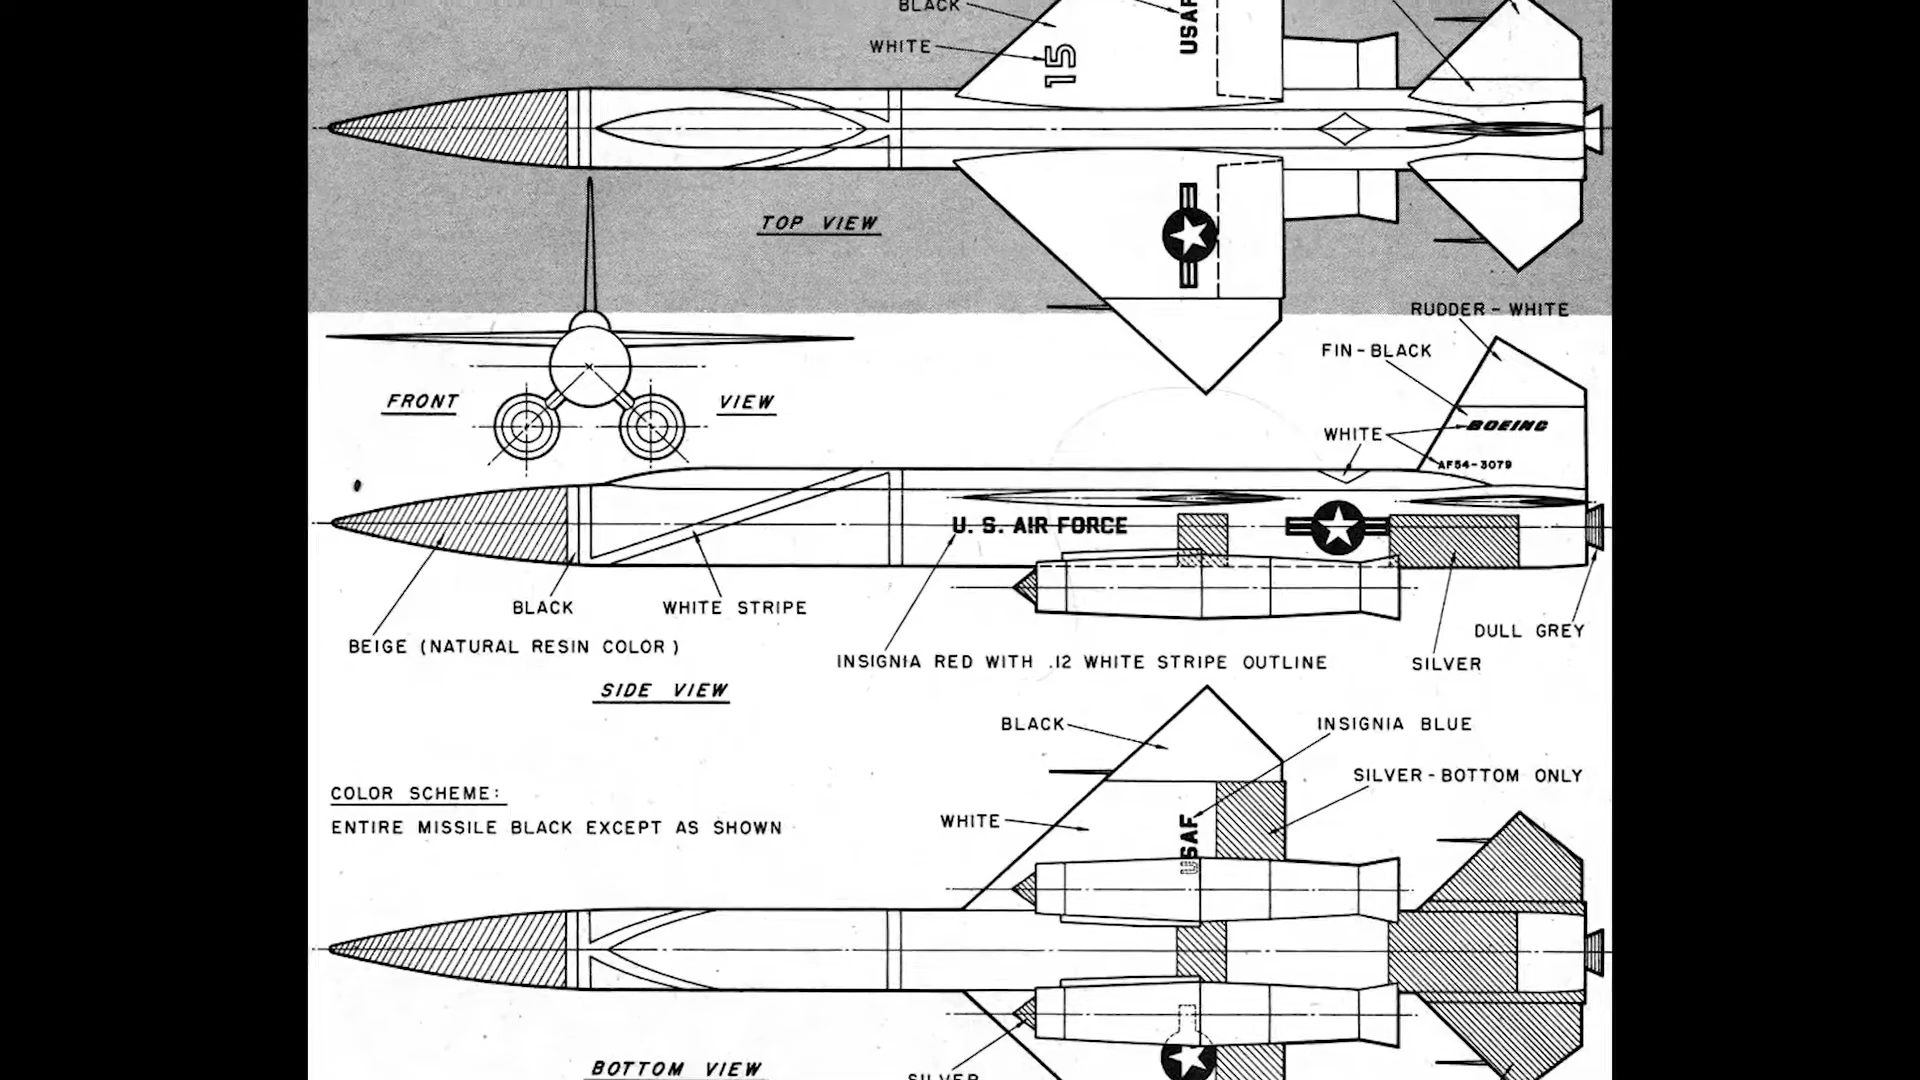 BLACK
WHITE
15
USAF
TOP VIEW
RUDDER-WHITE
FIN-BLACK
FRONT VIEW
WHITE
BOEING
AF54-3079
U. S. AIR FORCE
BLACK
WHITE STRIPE
DULL GREY
BEIGE (NATURAL RESIN COLOR)
INSIGNIA RED WITH .12 WHITE STRIPE OUTLINE
SILVER
SIDE VIEW
BLACK
INSIGNIA BLUE
SILVER-BOTTOM ONLY
COLOR SCHEME:
WHITE
ENTIRE MISSILE BLACK EXCEPT AS SHOWN
USAF
BOTTOM VIEW
SILVER